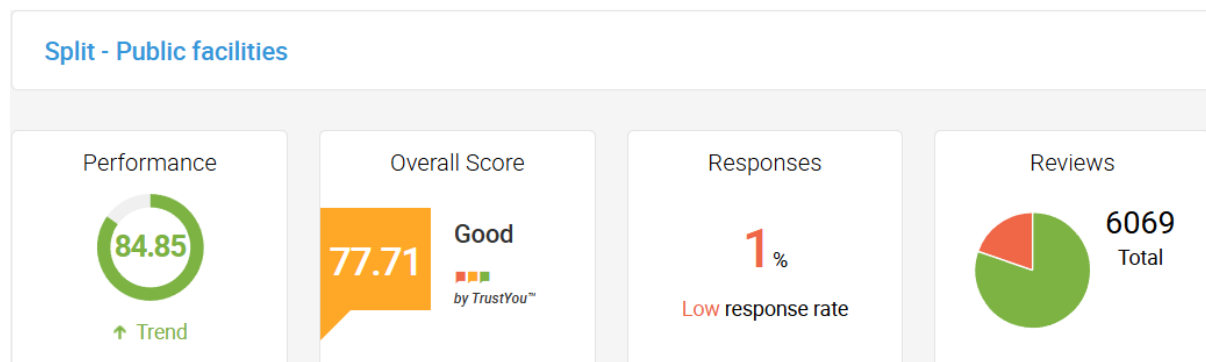 Split - Public facilities
Performance
84.85
↑ Trend
Overall Score
77.71
Good
by TrustYou™
Responses
1%
Low response rate
Reviews
6069
Total